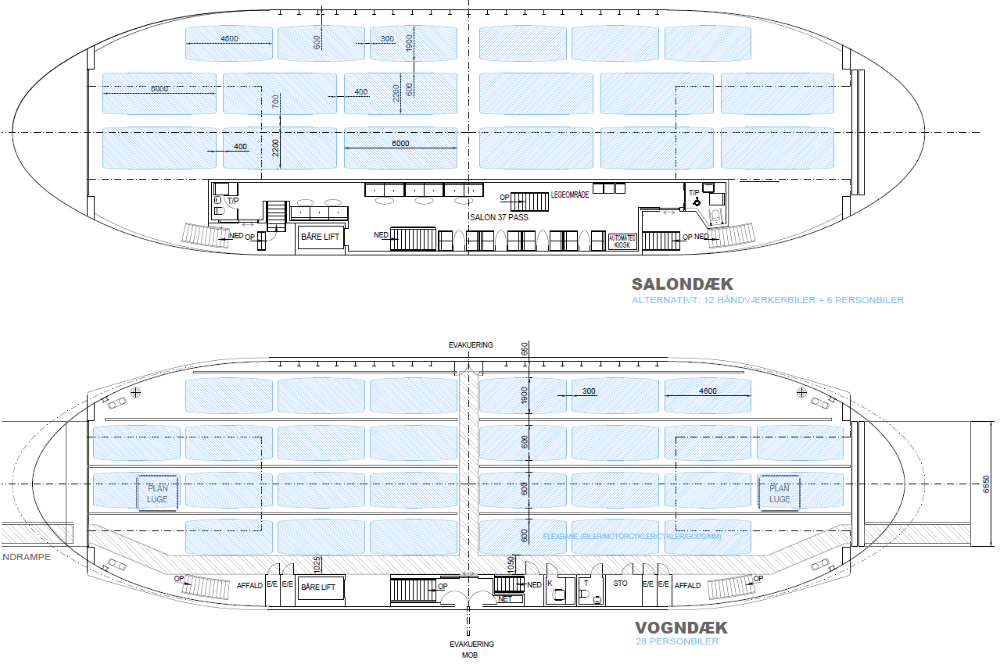 4600
600
300
1900
6000
700
400
2200
600
400
2200
6000
T/P
OP
LEGEOMRÅDE
T/P
SALON 37 PASS
NED
OP
BÅRE LIFT
NED
AUTOMATED
KIOSK
OP
NED
SALONDÆK
ALTERNATIVT: 12 HÅNDVÆRKERBILER + 6 PERSONBILER
EVAKUERING
650
1900
300
4600
600
PLAN
LUGE
600
PLAN
LUGE
6650
600
FLEXBANE (BILER/MOTORCYKLER/CYKLER/GODS/MM)
NDRAMPE
1025
1050
OP
AFFALD
E/E
E/E
BÅRE LIFT
OP
NED
NET
K
T
STO
E/E
E/E
AFFALD
OP
VOGNDÆK
28 PERSONBILER
EVAKUERING
MOB